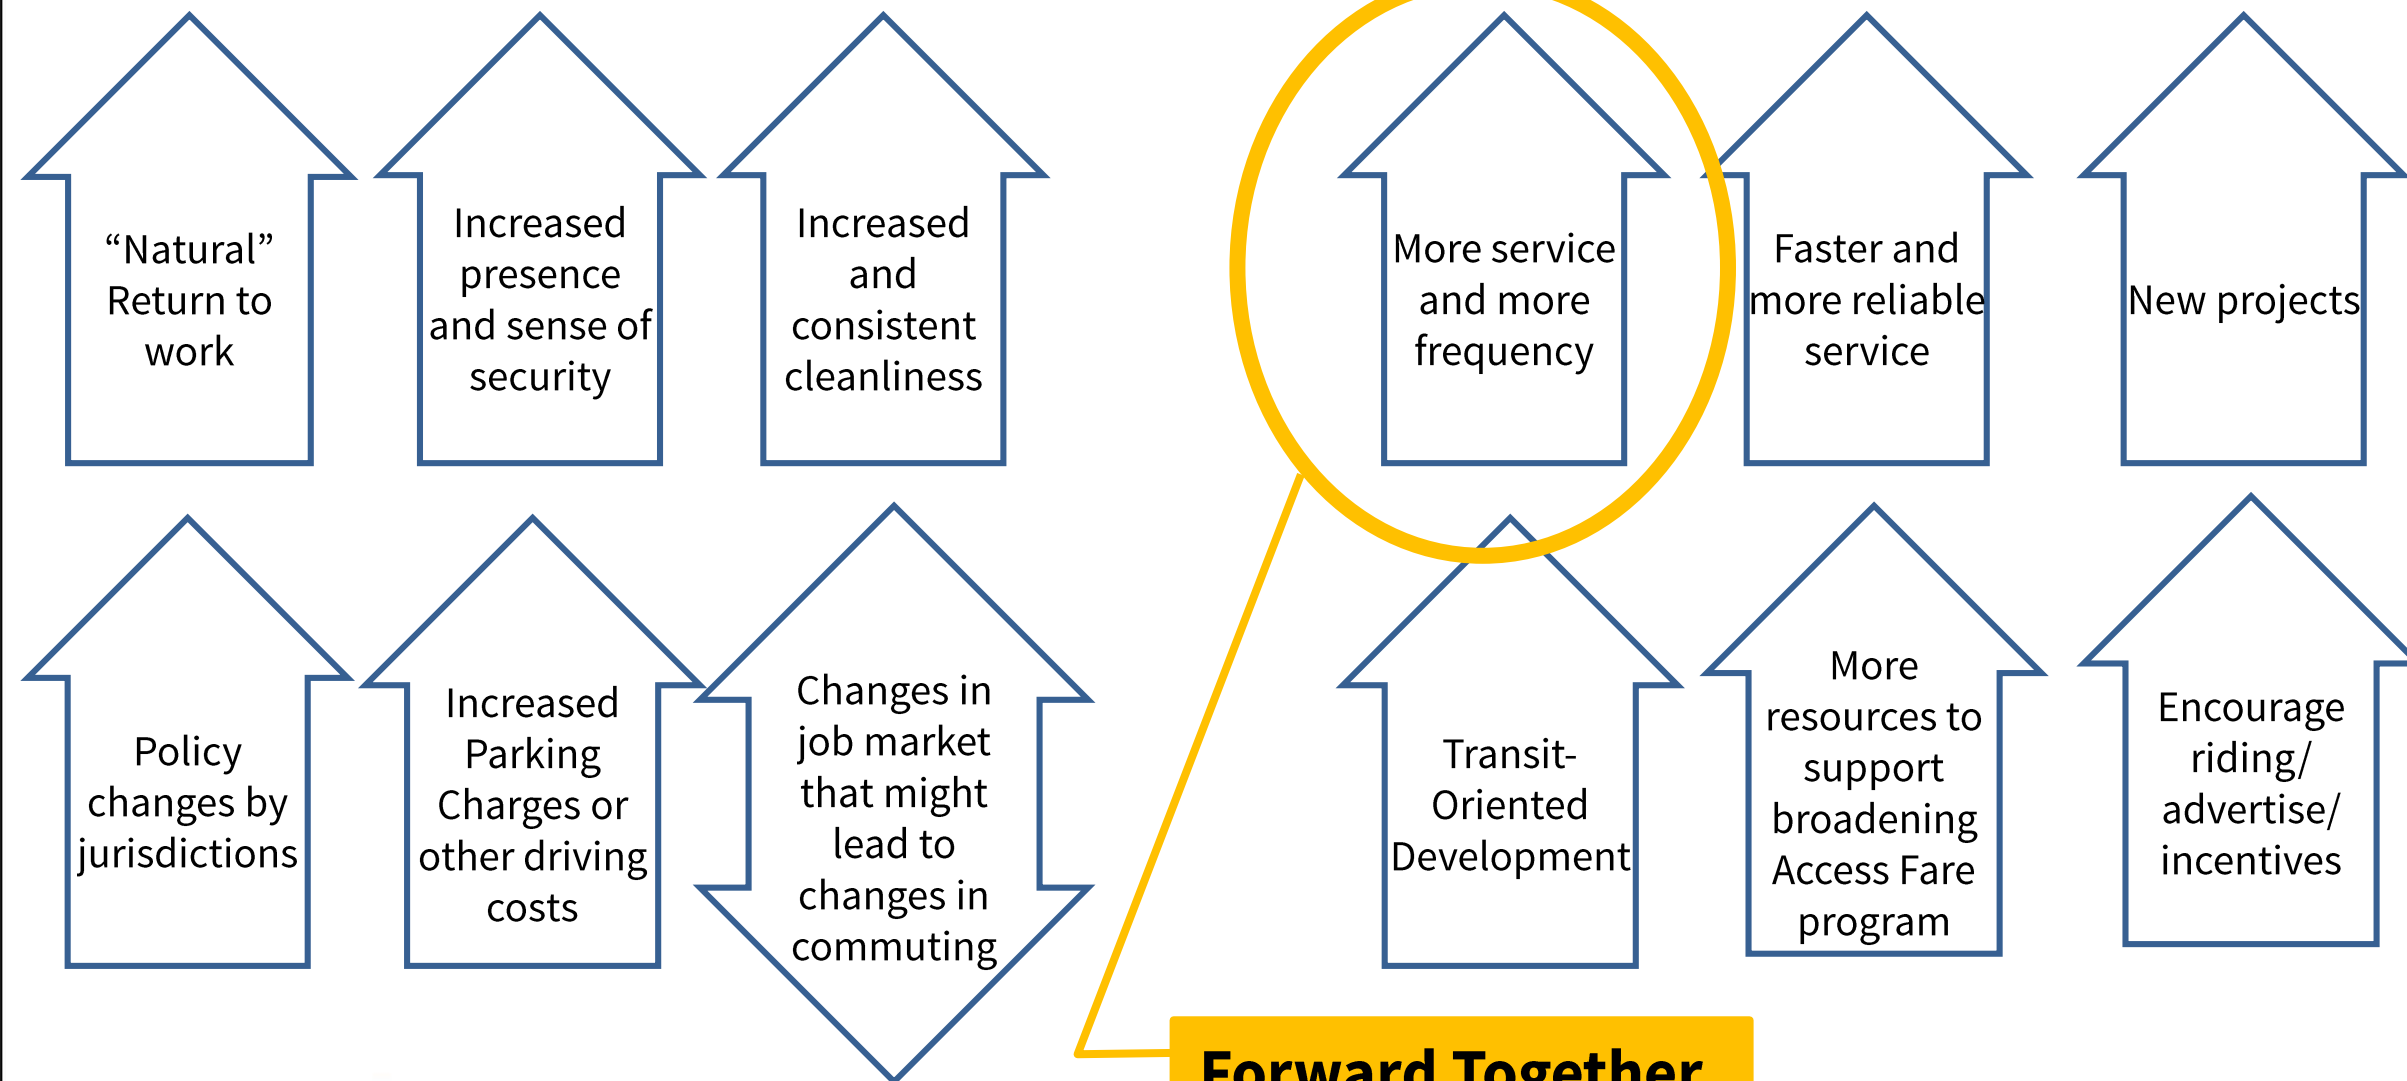 “Natural”
Return to
work
Increased
presence
and sense of
security
Increased
and
consistent
cleanliness
More service
and more
frequency
Faster and
more reliable
service
New projects
Policy
changes by
jurisdictions
Increased
Parking
Charges or
other driving
costs
Changes in
job market
that might
lead to
changes in
commuting
Transit-
Oriented
Development
More
resources to
support
broadening
Access Fare
program
Encourage
riding/
advertise/
incentives
Forward Together